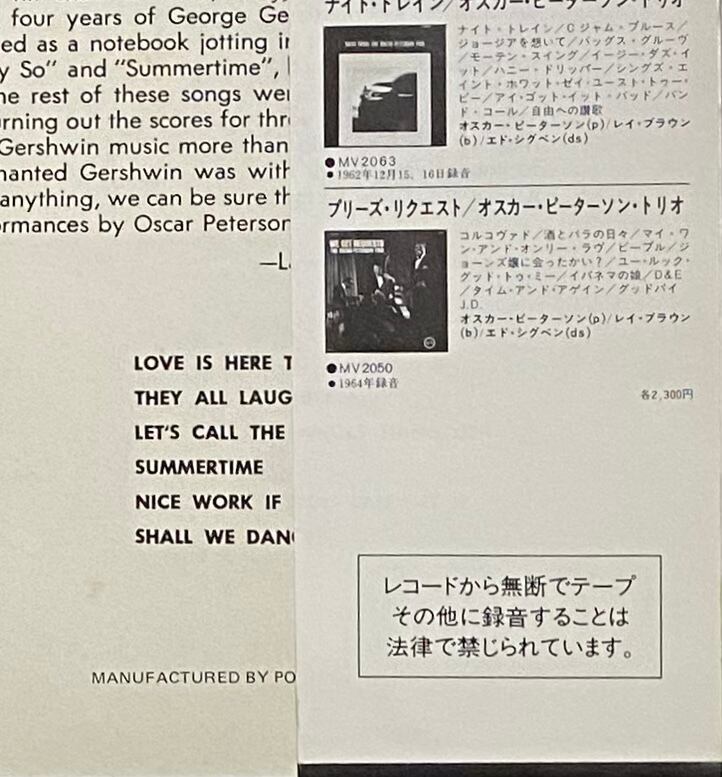 four years of George Ge
ed as a notebook jotting in
y So" and "Summertime",
he rest of these songs wer
urning out the scores for thr
Gershwin music more than
hanted Gershwin was with
anything, we can be sure th
ormances by Oscar Peterson
—L
LOVE IS HERE T
THEY ALL LAUG
LET'S CALL THE
SUMMERTIME
NICE WORK IF
SHALL WE DAN
MANUFACTURED BY PO
ナイト・トレイン/オスカー・ピーターソン・トリオ
ナイト・トレイン/Cジャム・ブルース/
ジョージアを想いて/バッグス・グルーヴ
/モーテン・スイング/イージー・ダズ・イ
ット/ハニー・ドリッパー/シングズ・エ
イント・ホワット・ゼイ・ユースト・トゥー・
ビー/アイ・ゴット・イット・バッド/バン
ド・コール/自由への讃歌
オスカー・ピーターソン(p)/レイ・ブラウン
(b)/エド・シグペン(ds)
●MV2063
●1962年12月15、16日録音
プリーズ・リクエスト/オスカー・ピーターソン・トリオ
コルコヴァド/酒とバラの日々/マイ・ワ
ン・アンド・オンリー・ラヴ/ピープル/ジ
ョーンズ嬢に会ったかい?/ユー・ルック・
グッド・トゥ・ミー/イパネマの娘/D&E
/タイム・アンド・アゲイン/グッドバイ
J.D.
オスカー・ピーターソン(p)/レイ・ブラウン
(b)/エド・シグペン(ds)
WE GET REQUESTS
●MV2050
●1964年録音
各2,300円
レコードから無断でテープ
その他に録音することは
法律で禁じられています。